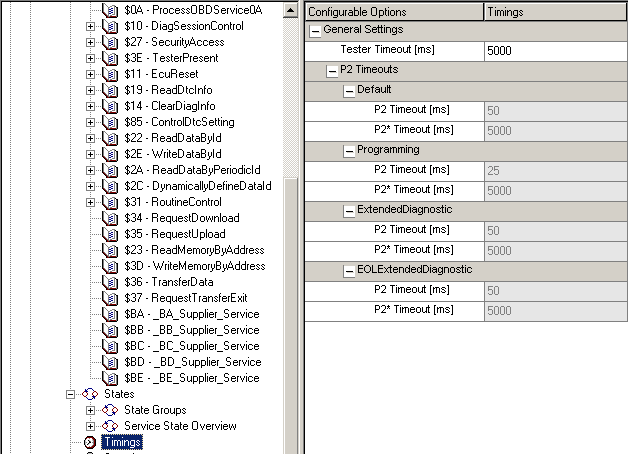 $0A - ProcessOBDService0A
$10 - DiagSessionControl
$27 - SecurityAccess
$3E - TesterPresent
$11 - EcuReset
$19 - ReadDtcInfo
$14 - ClearDiagInfo
$85 - ControlDtcSetting
$22 - ReadDataById
$2E - WriteDataById
$2A - ReadDataByPeriodicId
$2C - DynamicallyDefineDataId
$31 - RoutineControl
$34 - RequestDownload
$35 - RequestUpload
$23 - ReadMemoryByAddress
$3D - WriteMemoryByAddress
$36 - TransferData
$37 - RequestTransferExit
$BA - _BA_Supplier_Service
$BB - _BB_Supplier_Service
$BC - _BC_Supplier_Service
$BD - _BD_Supplier_Service
$BE - _BE_Supplier_Service
States
State Groups
Service State Overview
Timings
Configurable Options Timings
General Settings
Tester Timeout [ms] 5000
P2 Timeouts
Default
P2 Timeout [ms] 50
P2* Timeout [ms] 5000
Programming
P2 Timeout [ms] 25
P2* Timeout [ms] 5000
ExtendedDiagnostic
P2 Timeout [ms] 50
P2* Timeout [ms] 5000
EOLExtendedDiagnostic
P2 Timeout [ms] 50
P2* Timeout [ms] 5000